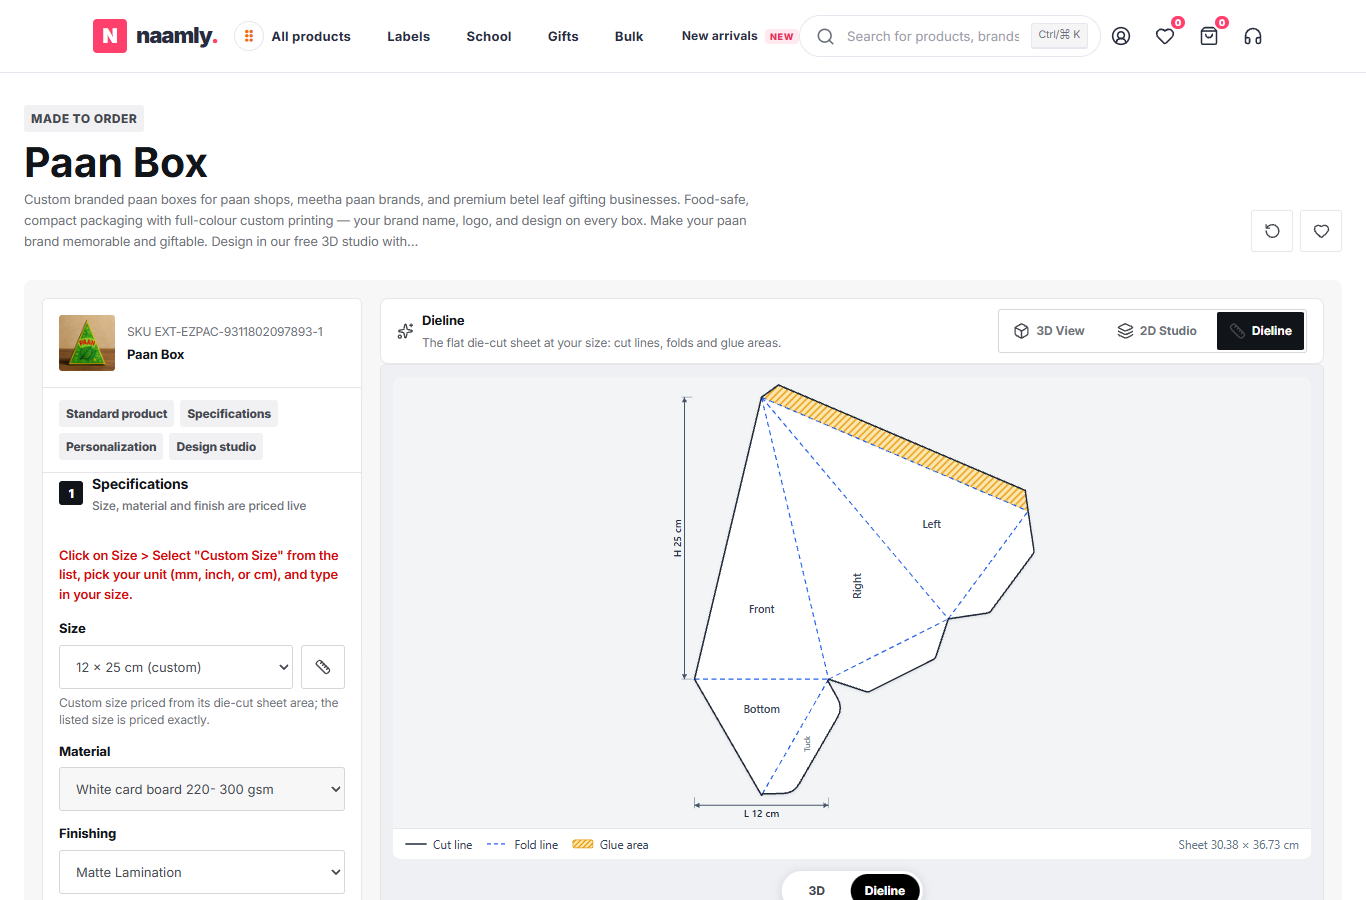 N naamly.
All products
Labels
School
Gifts
Bulk
New arrivals NEW
Search for products, brands
Ctrl/⌘ K
0
0
MADE TO ORDER
Paan Box
Custom branded paan boxes for paan shops, meetha paan brands, and premium betel leaf gifting businesses. Food-safe,
compact packaging with full-colour custom printing — your brand name, logo, and design on every box. Make your paan
brand memorable and giftable. Design in our free 3D studio with...
PAAN
SKU EXT-EZPAC-9311802097893-1
Paan Box
Standard product
Specifications
Personalization
Design studio
1
Specifications
Size, material and finish are priced live
Click on Size > Select "Custom Size" from the
list, pick your unit (mm, inch, or cm), and type
in your size.
Size
12 × 25 cm (custom)
Custom size priced from its die-cut sheet area; the
listed size is priced exactly.
Material
White card board 220- 300 gsm
Finishing
Matte Lamination
Dieline
The flat die-cut sheet at your size: cut lines, folds and glue areas.
3D View
2D Studio
Dieline
H 25 cm
Left
Right
Front
Bottom
Tuck
L 12 cm
Cut line
Fold line
Glue area
Sheet 30.38 × 36.73 cm
3D
Dieline